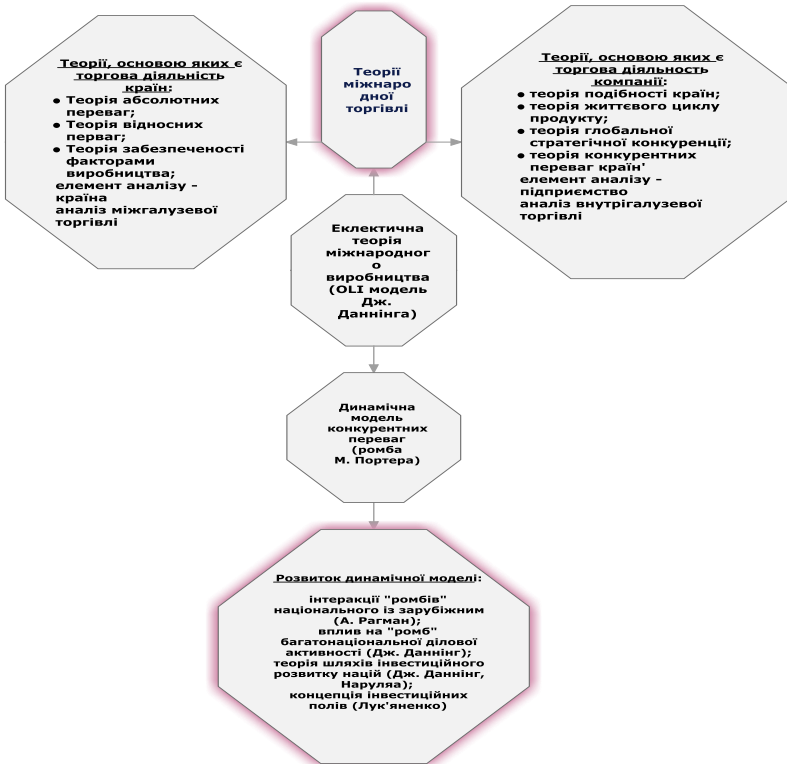 Теорії, основою яких є
торгова діяльність
країн:
● Теорія абсолютних
переваг;
● Теорія відносних
перваг;
● Теорія забезпеченості
факторами
виробництва;
елемент аналізу –
країна
аналіз міжгалузевої
торгівлі
Теорії
міжнаро
дної
торгівлі
Теорії, основою яких є
торгова діяльность
компанії:
● теорія подібності країн;
● теорія життєвого циклу
продукту;
● теорія глобальної
стратегічної конкуренції;
● теорія конкурентних
переваг країн'
елемент аналізу –
підприємство
аналіз внутрігалузевої
торгівлі
Еклектична
теорія
міжнародног
о
виробництва
(OLI модель
Дж.
Даннінга)
Динамічна
модель
конкурентних
переваг
(ромба
М. Портера)
Розвиток динамічної моделі:
інтеракції "ромбів"
національного із зарубіжним
(А. Рагман);
вплив на "ромб"
багатонаціональної ділової
активності (Дж. Даннінг);
теорія шляхів інвестиційного
розвитку націй (Дж. Даннінг,
Наруляа);
концепція інвестиційних
полів (Лук'яненко)